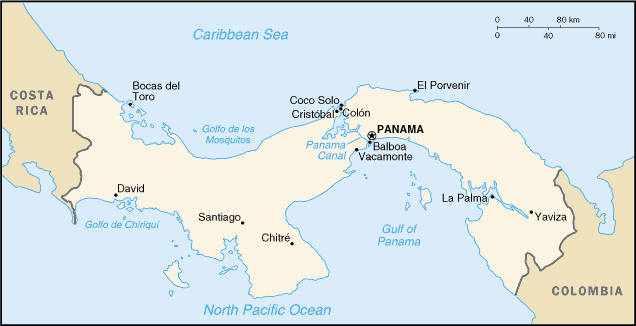 Caribbean Sea
0 40 80 km
0 40 80 mi
COSTA
RICA
Bocas del
Toro
El Porvenir
Coco Solo
Cristóbal
Colón
Golfo de los
Mosquitos
PANAMA
Panama
Canal
Balboa
Vacamonte
David
La Palma
Golfo de Chiriquí
Santiago
Yaviza
Chitré
Gulf of
Panama
COLOMBIA
North Pacific Ocean